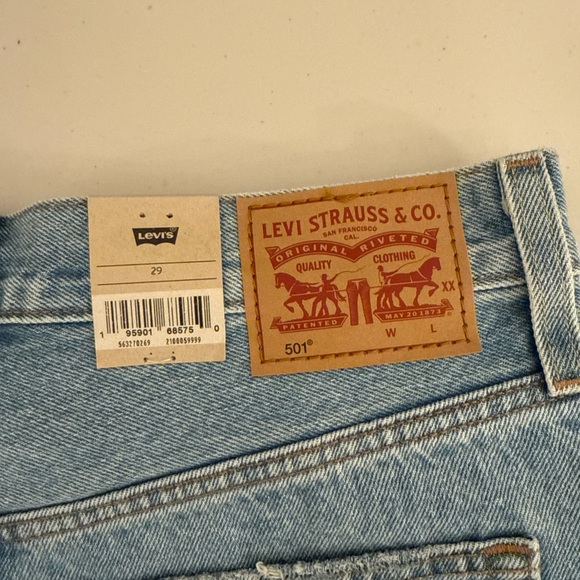 LEVI'S
29
1 95901 68575 0
563270269 2100059999
LEVI STRAUSS & CO.
SAN FRANCISCO
CAL.
ORIGINAL RIVETED
QUALITY CLOTHING
XX
PATENTED MAY 20 1873
W L
501®